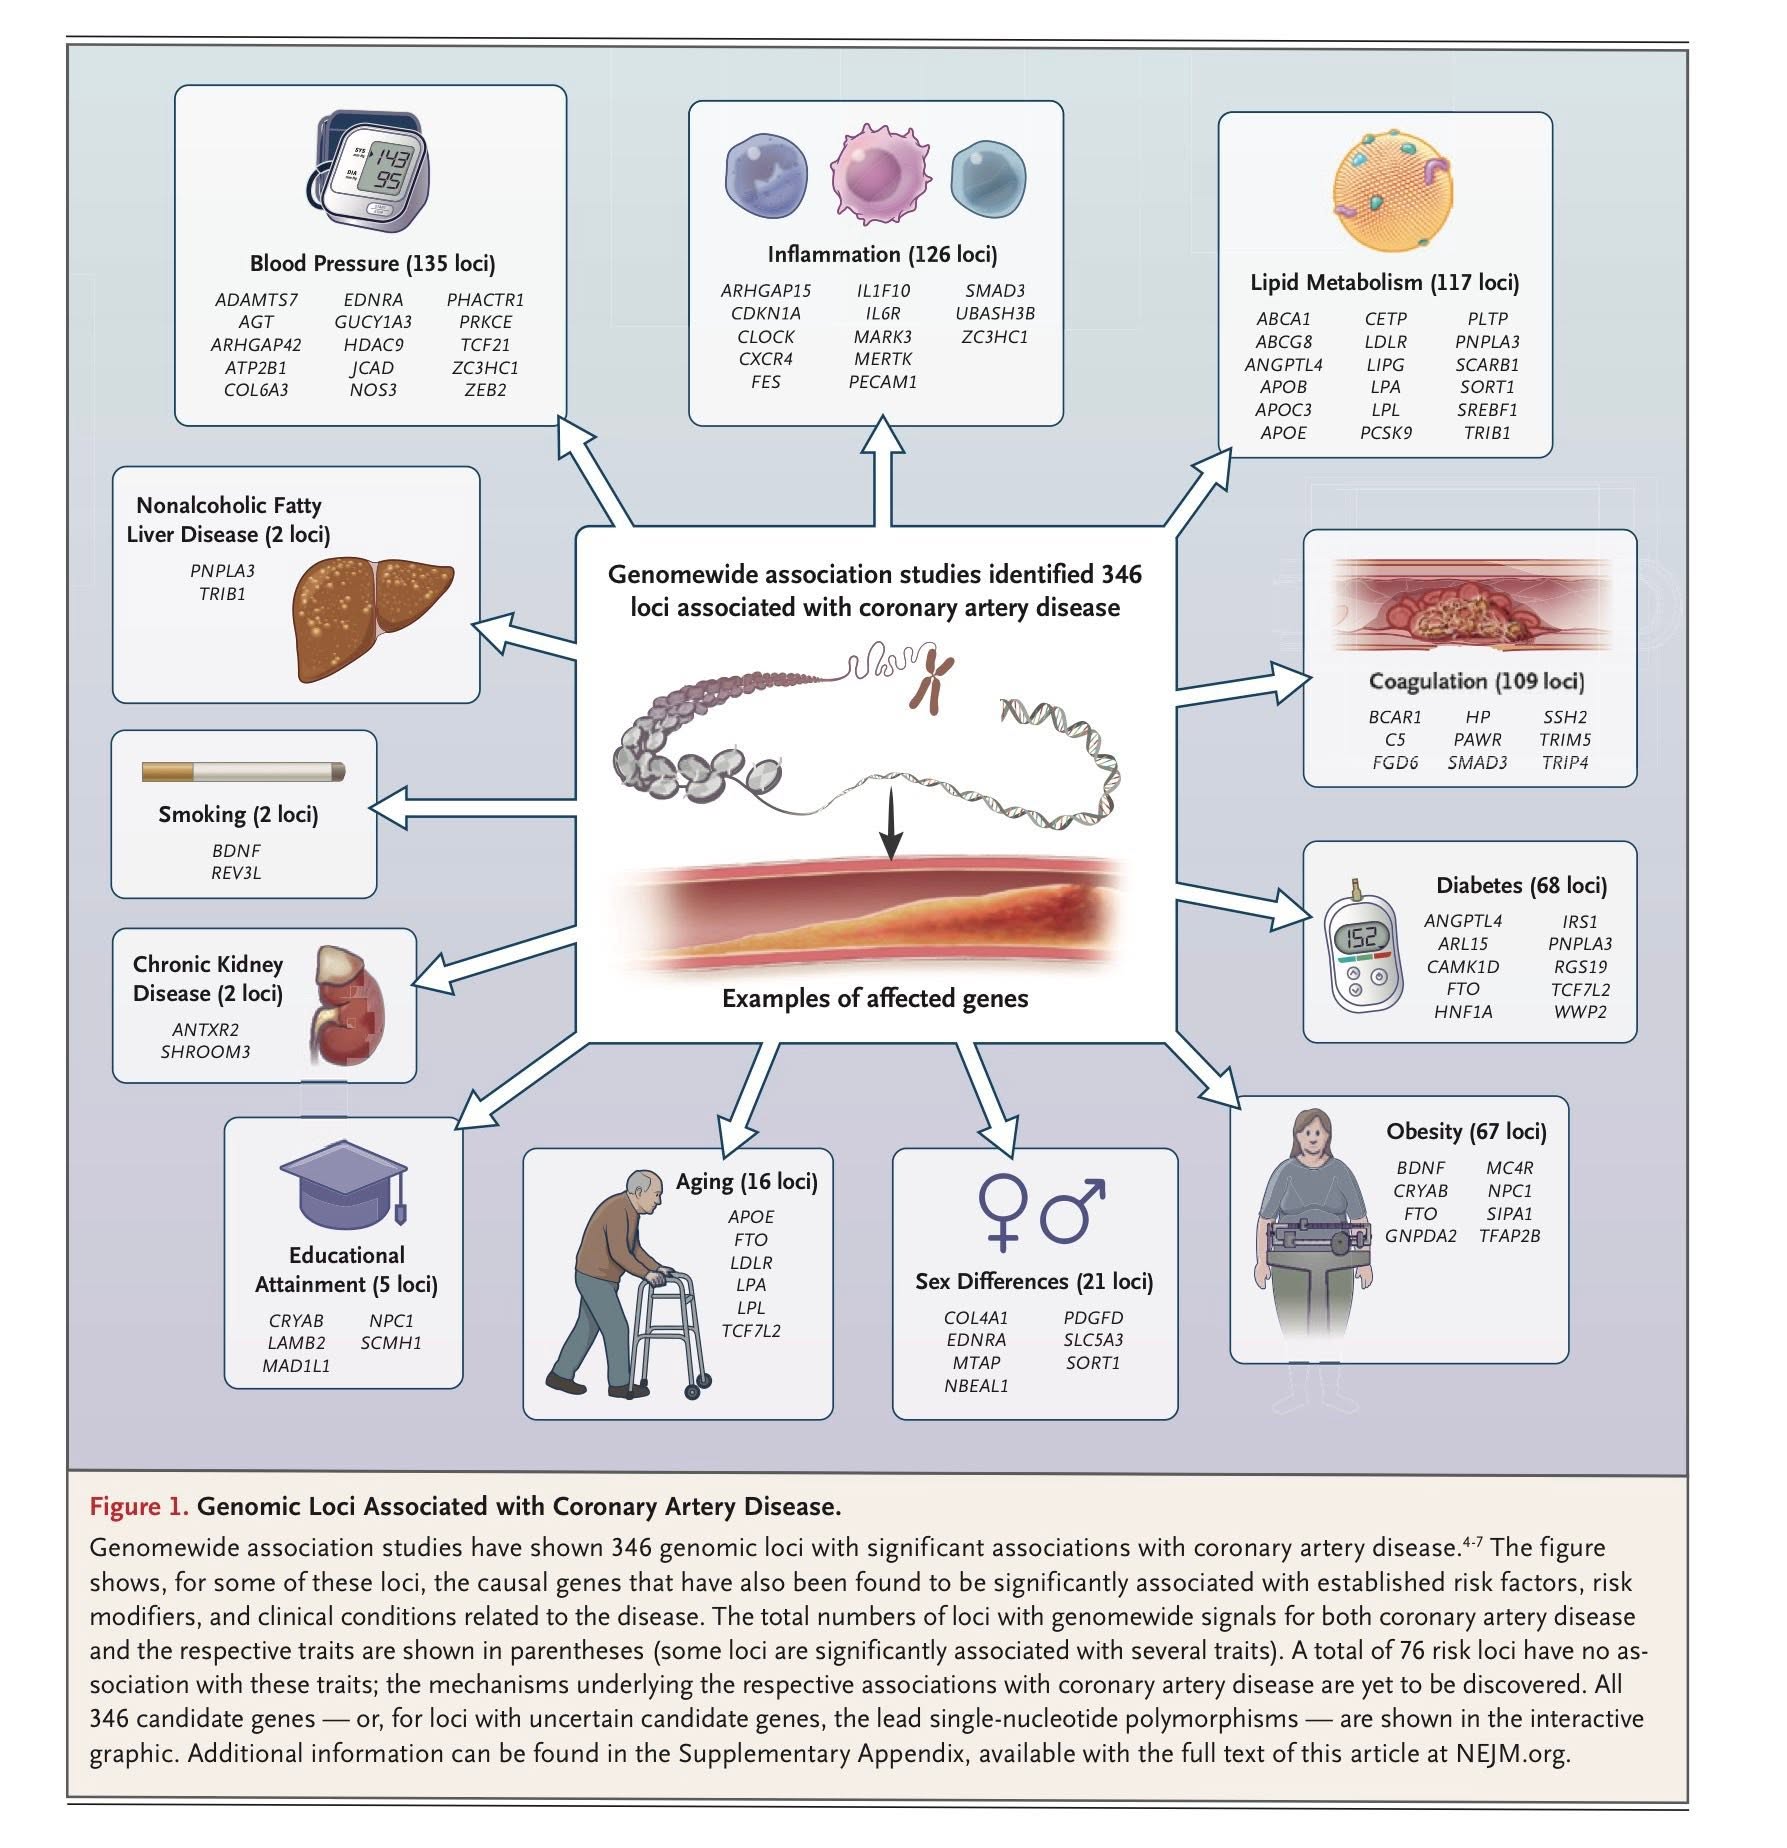 SYS
mm Hg
143
DIA
mm Hg
95
START
STOP
Blood Pressure (135 loci)
ADAMTS7 EDNRA PHACTR1
AGT GUCY1A3 PRKCE
ARHGAP42 HDAC9 TCF21
ATP2B1 JCAD ZC3HC1
COL6A3 NOS3 ZEB2
Inflammation (126 loci)
ARHGAP15 IL1F10 SMAD3
CDKN1A IL6R UBASH3B
CLOCK MARK3 ZC3HC1
CXCR4 MERTK
FES PECAM1
Lipid Metabolism (117 loci)
ABCA1 CETP PLTP
ABCG8 LDLR PNPLA3
ANGPTL4 LIPG SCARB1
APOB LPA SORT1
APOC3 LPL SREBF1
APOE PCSK9 TRIB1
Nonalcoholic Fatty
Liver Disease (2 loci)
PNPLA3
TRIB1
Genomewide association studies identified 346
loci associated with coronary artery disease
Examples of affected genes
Coagulation (109 loci)
BCAR1 HP SSH2
C5 PAWR TRIM5
FGD6 SMAD3 TRIP4
Smoking (2 loci)
BDNF
REV3L
152
Diabetes (68 loci)
ANGPTL4 IRS1
ARL15 PNPLA3
CAMK1D RGS19
FTO TCF7L2
HNF1A WWP2
Chronic Kidney
Disease (2 loci)
ANTXR2
SHROOM3
Educational
Attainment (5 loci)
CRYAB NPC1
LAMB2 SCMH1
MAD1L1
Aging (16 loci)
APOE
FTO
LDLR
LPA
LPL
TCF7L2
Sex Differences (21 loci)
COL4A1 PDGFD
EDNRA SLC5A3
MTAP SORT1
NBEAL1
Obesity (67 loci)
BDNF MC4R
CRYAB NPC1
FTO SIPA1
GNPDA2 TFAP2B
Figure 1. Genomic Loci Associated with Coronary Artery Disease.
Genomewide association studies have shown 346 genomic loci with significant associations with coronary artery disease.4-7 The figure
shows, for some of these loci, the causal genes that have also been found to be significantly associated with established risk factors, risk
modifiers, and clinical conditions related to the disease. The total numbers of loci with genomewide signals for both coronary artery disease
and the respective traits are shown in parentheses (some loci are significantly associated with several traits). A total of 76 risk loci have no as-
sociation with these traits; the mechanisms underlying the respective associations with coronary artery disease are yet to be discovered. All
346 candidate genes — or, for loci with uncertain candidate genes, the lead single-nucleotide polymorphisms — are shown in the interactive
graphic. Additional information can be found in the Supplementary Appendix, available with the full text of this article at NEJM.org.